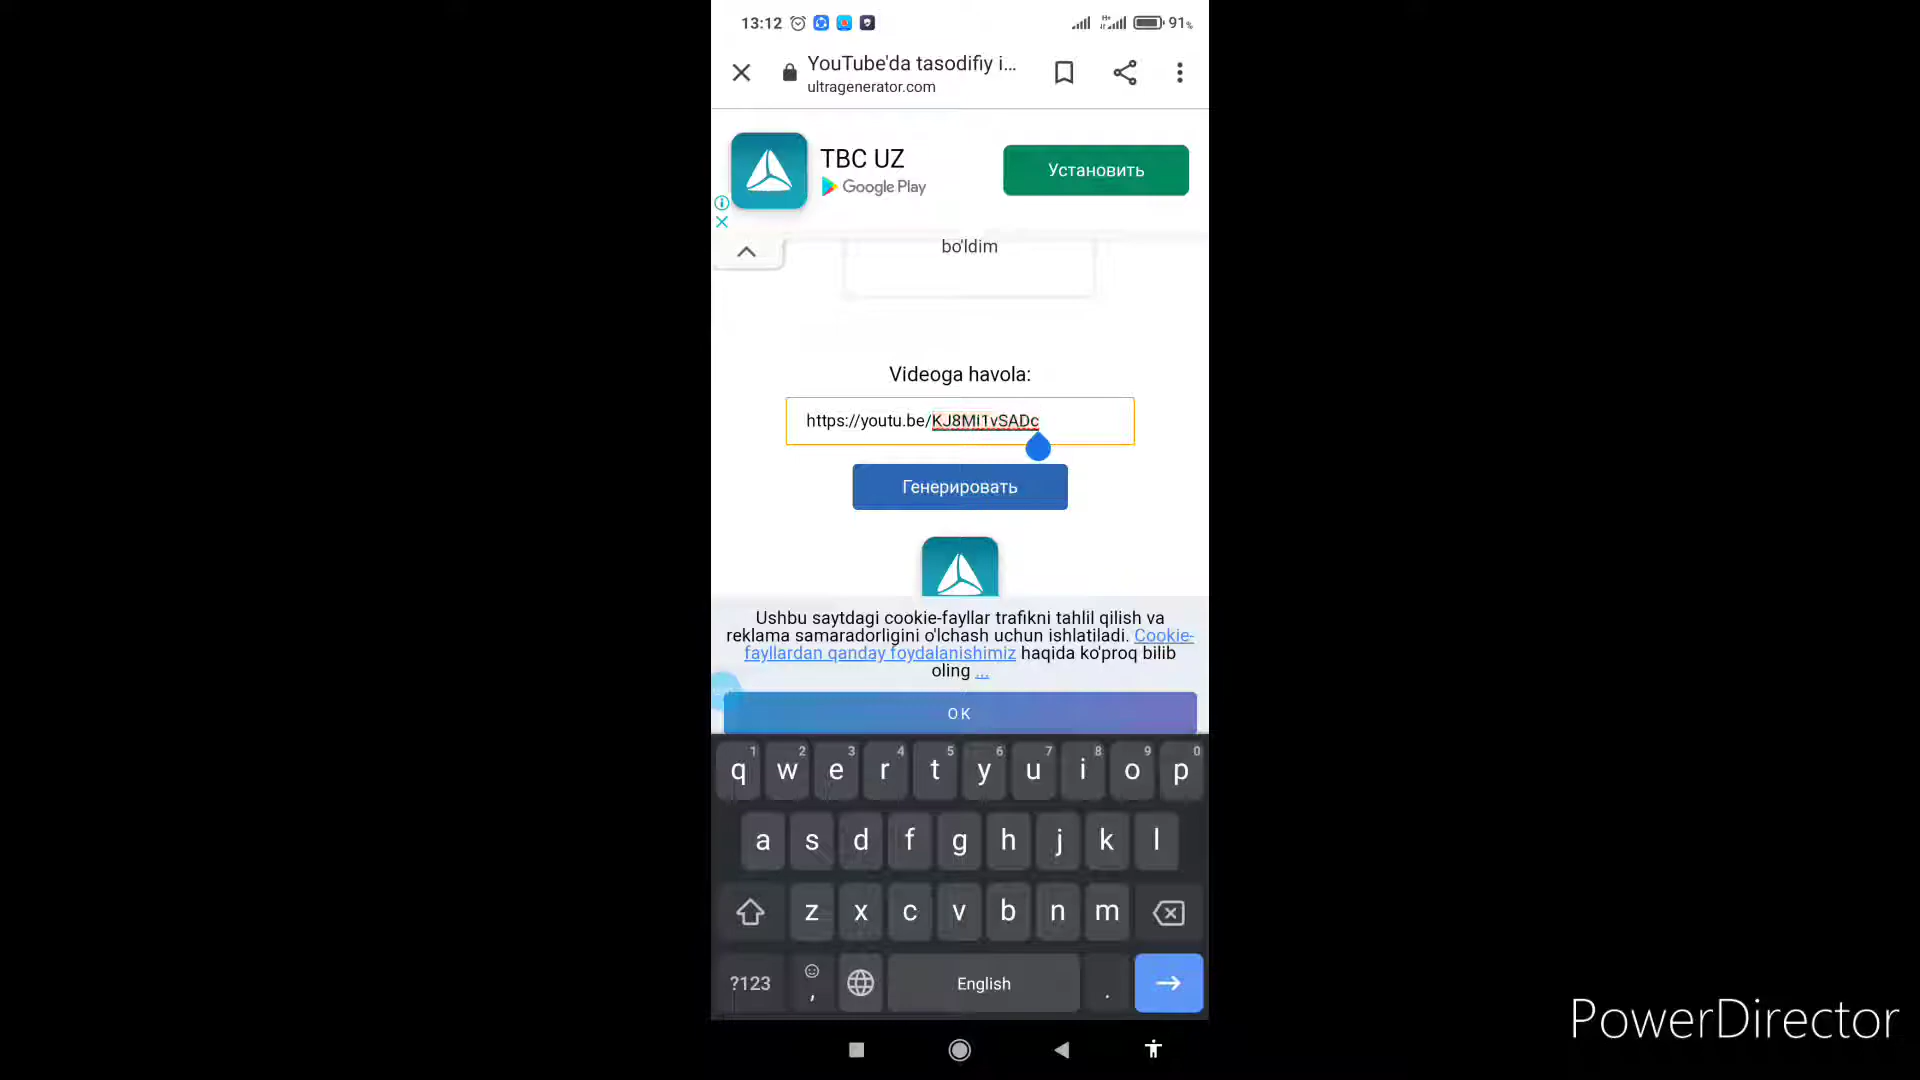 13:12
91%
YouTube'da tasodifiy i...
ultragenerator.com
TBC UZ
Google Play
Установить
bo'ldim
Videoga havola:
https://youtu.be/KJ8Mi1vSADc
Генерировать
Ushbu saytdagi cookie-fayllar trafikni tahlil qilish va
reklama samaradorligini o'lchash uchun ishlatiladi. Cookie-
fayllardan qanday foydalanishimiz haqida ko'proq bilib
oling ...
OK
1 2 3 4 5 6 7 8 9 0
q w e r t y u i o p
a s d f g h j k l
z x c v b n m
?123 , English .
PowerDirector